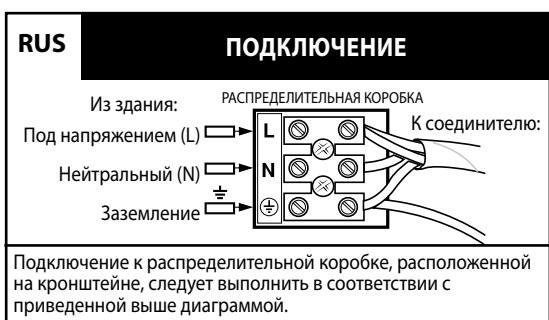 RUS
ПОДКЛЮЧЕНИЕ
РАСПРЕДЕЛИТЕЛЬНАЯ КОРОБКА
Из здания:
К соединителю:
Под напряжением (L)
L
Нейтральный (N)
N
Заземление
Подключение к распределительной коробке, расположенной
на кронштейне, следует выполнить в соответствии с
приведенной выше диаграммой.